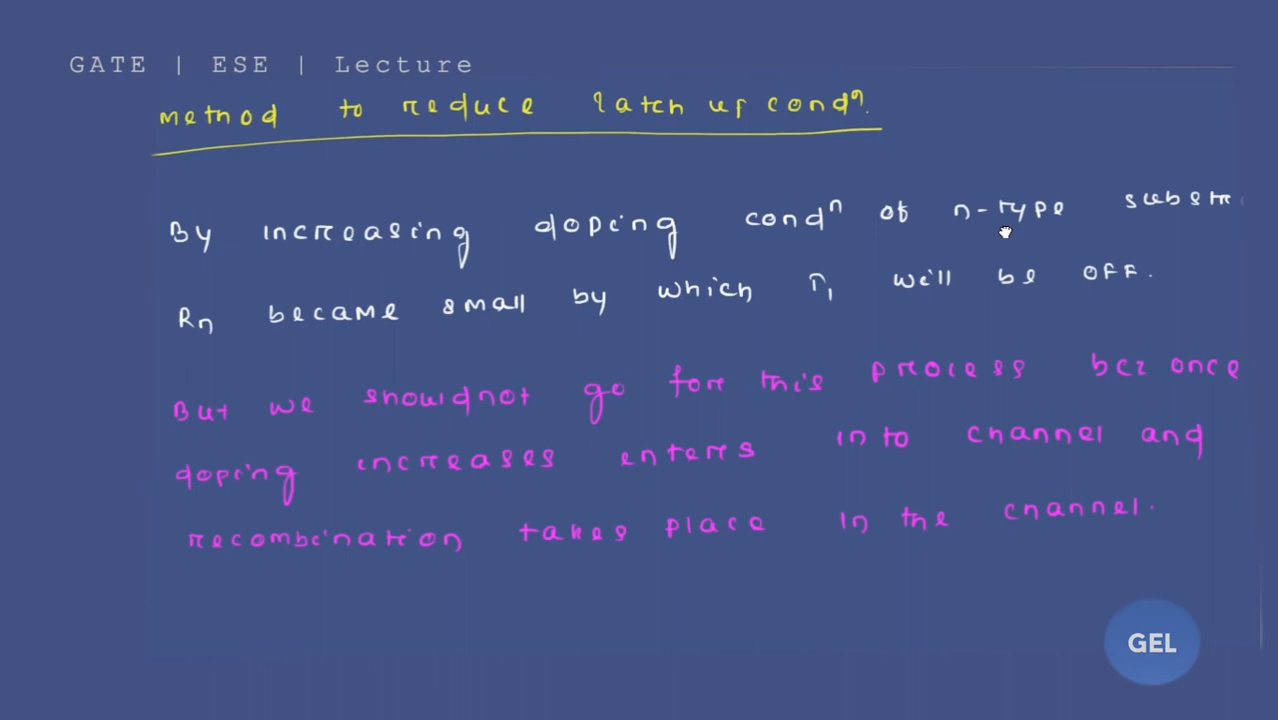 GATE | ESE | Lecture
method to reduce latch up condⁿ.
By increasing doping condⁿ of n-type substr
Rn became small by which T₁ will be OFF.
But we shouldnot go for this process bcz once
doping increases enters in to channel and
recombination takes place in the channel.
GEL